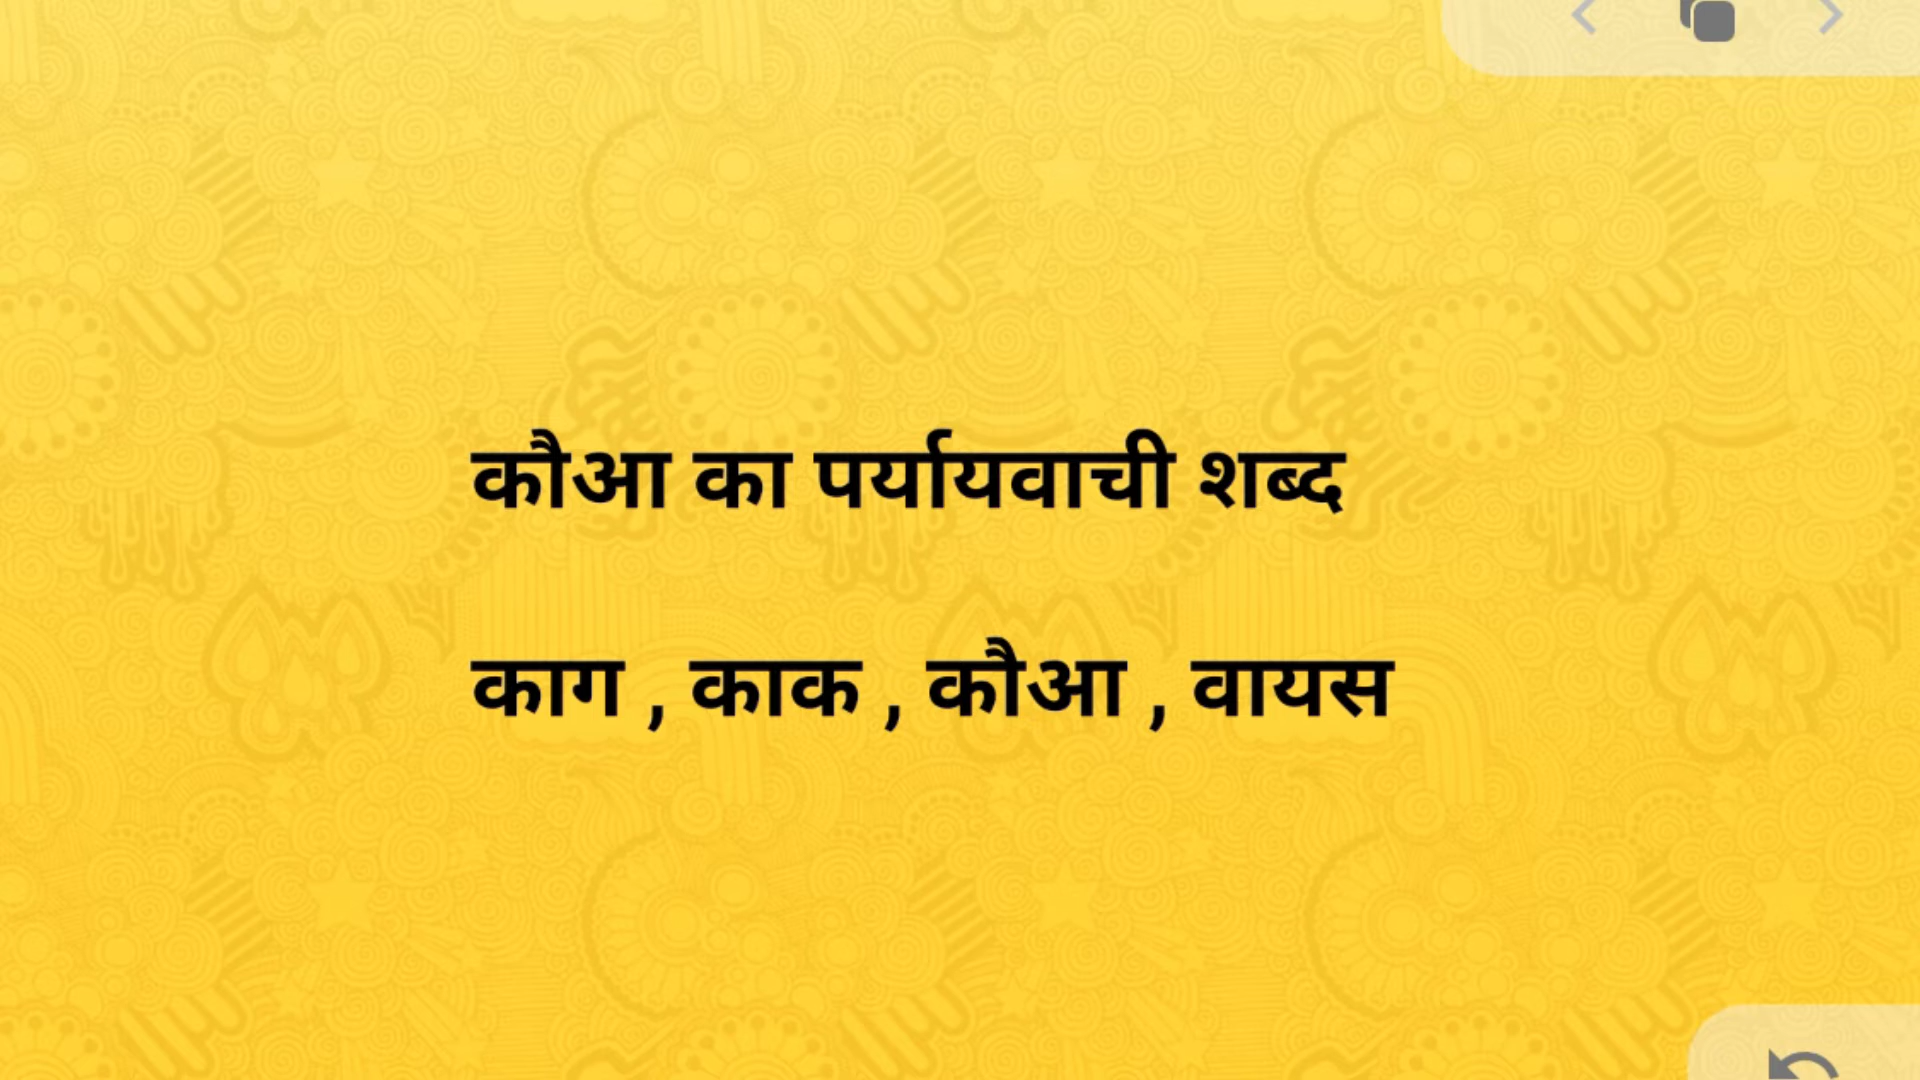 कौआ का पर्यायवाची शब्द
काग , काक , कौआ , वायस